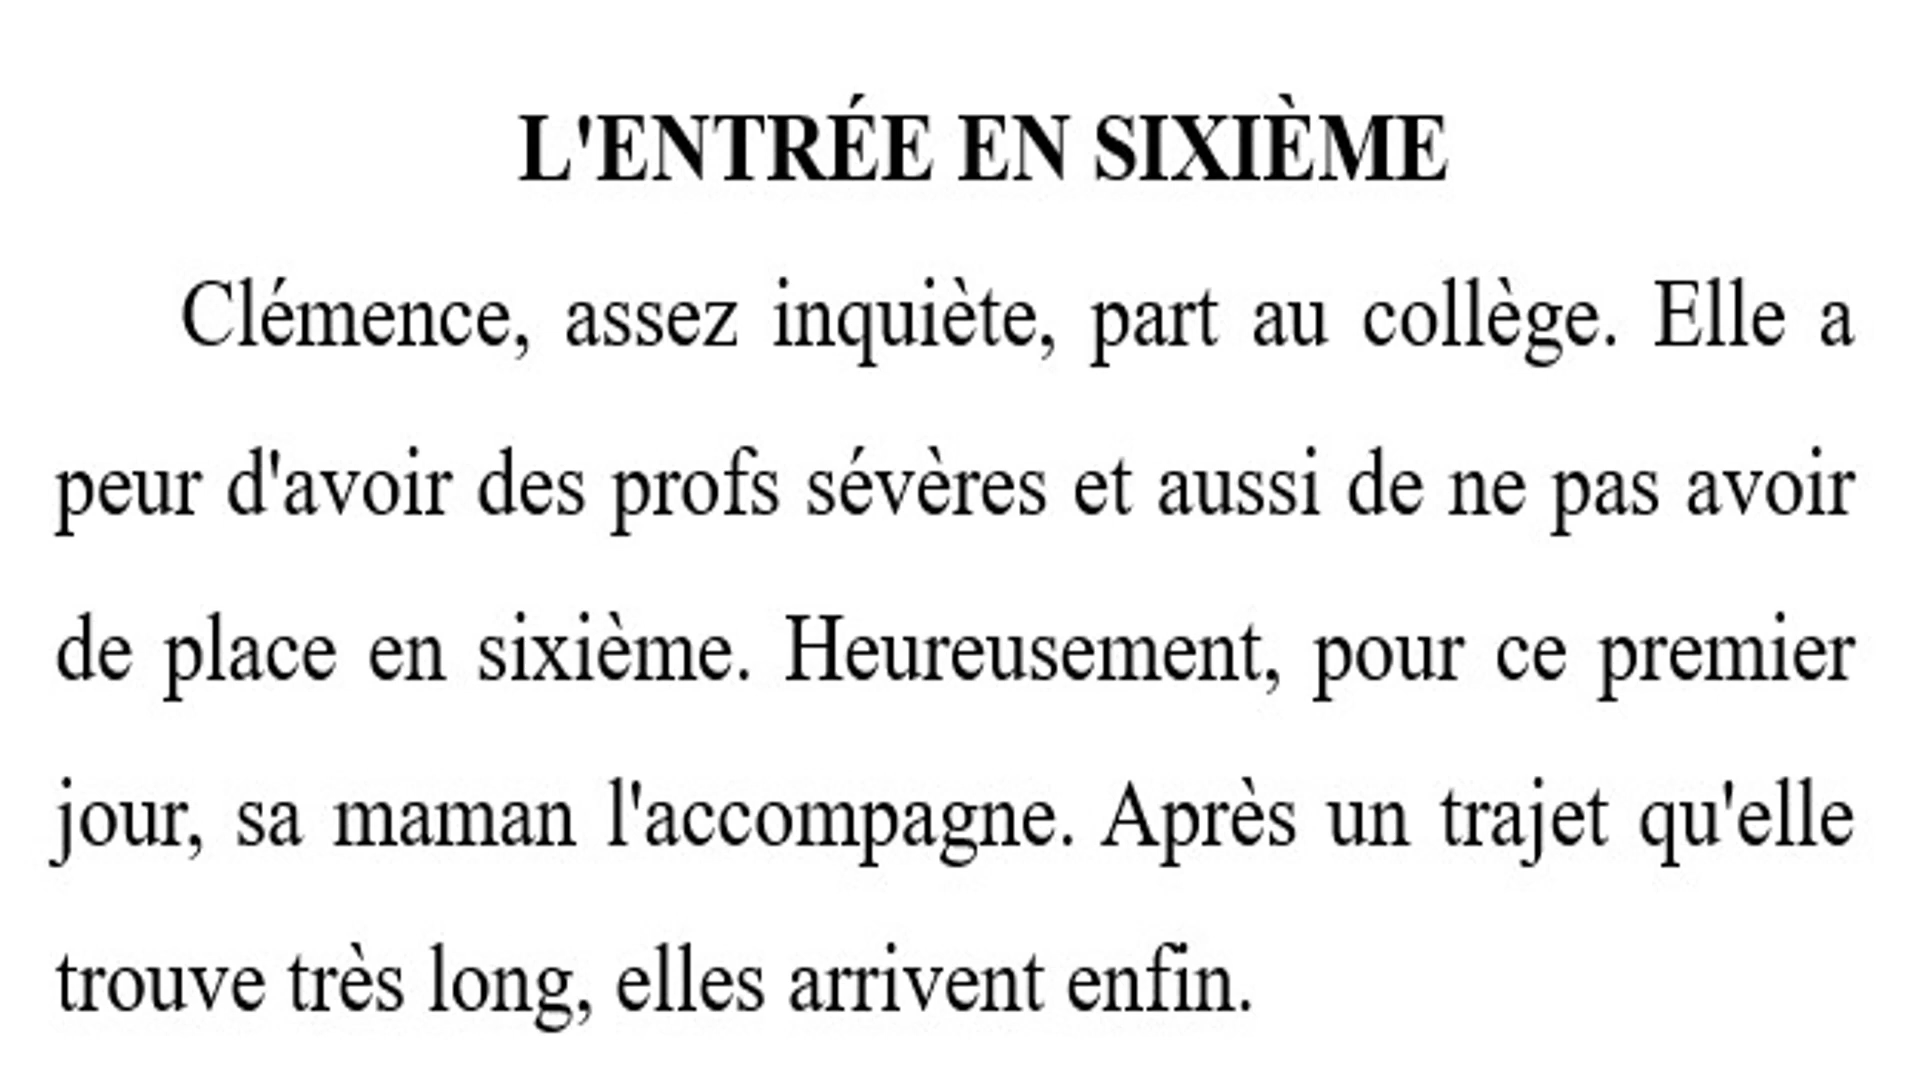 L'ENTRÉE EN SIXIÈME
Clémence, assez inquiète, part au collège. Elle a
peur d'avoir des profs sévères et aussi de ne pas avoir
de place en sixième. Heureusement, pour ce premier
jour, sa maman l'accompagne. Après un trajet qu'elle
trouve très long, elles arrivent enfin.